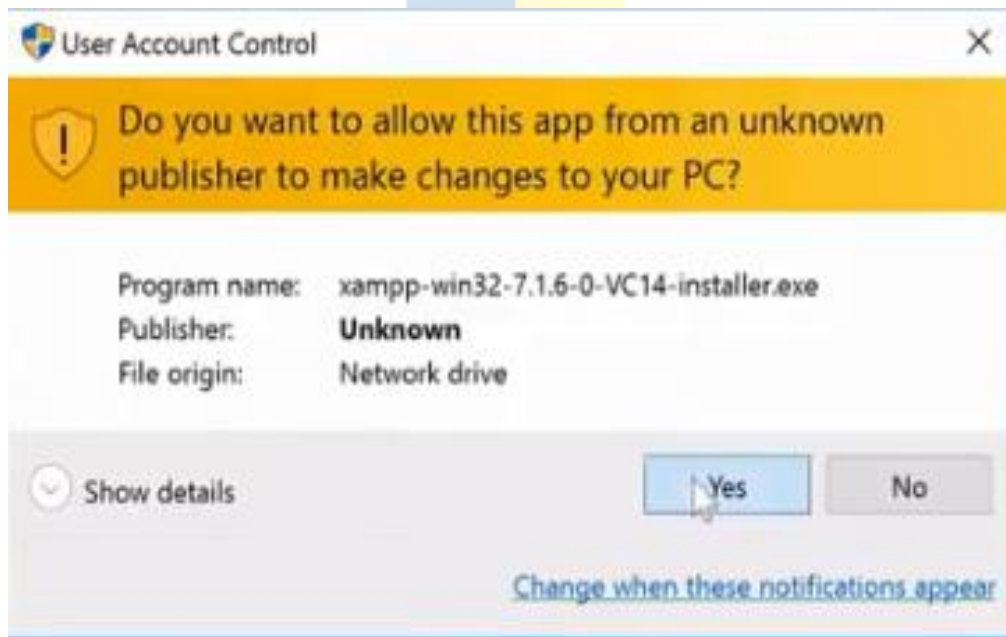 User Account Control
Do you want to allow this app from an unknown
publisher to make changes to your PC?
Program name: xampp-win32-7.1.6-0-VC14-installer.exe
Publisher: Unknown
File origin: Network drive
Show details
Yes
No
Change when these notifications appear